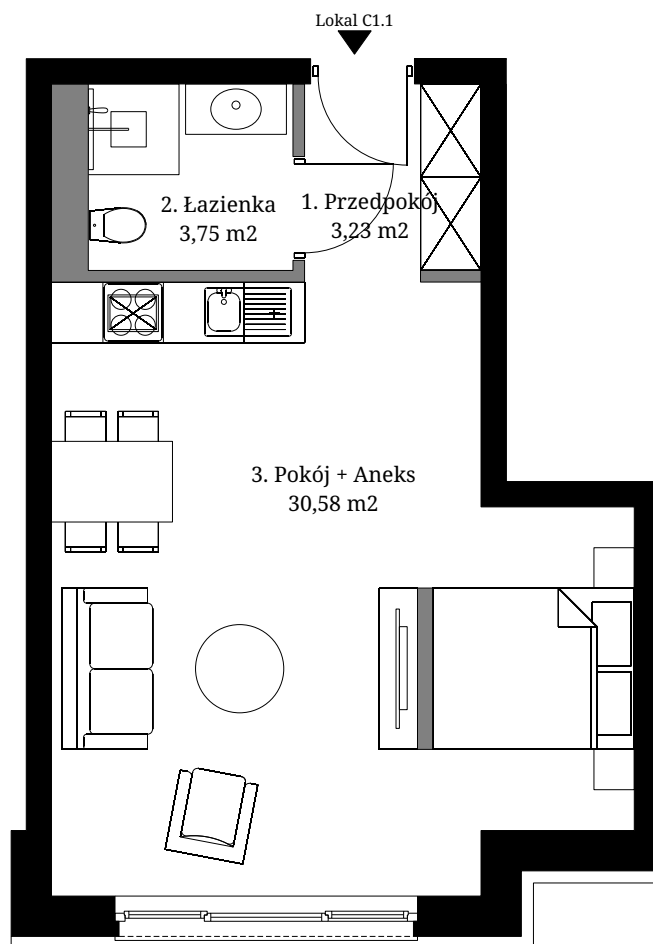 Lokal C1.1
2. Łazienka
3,75 m2
1. Przedpokój
3,23 m2
3. Pokój + Aneks
30,58 m2